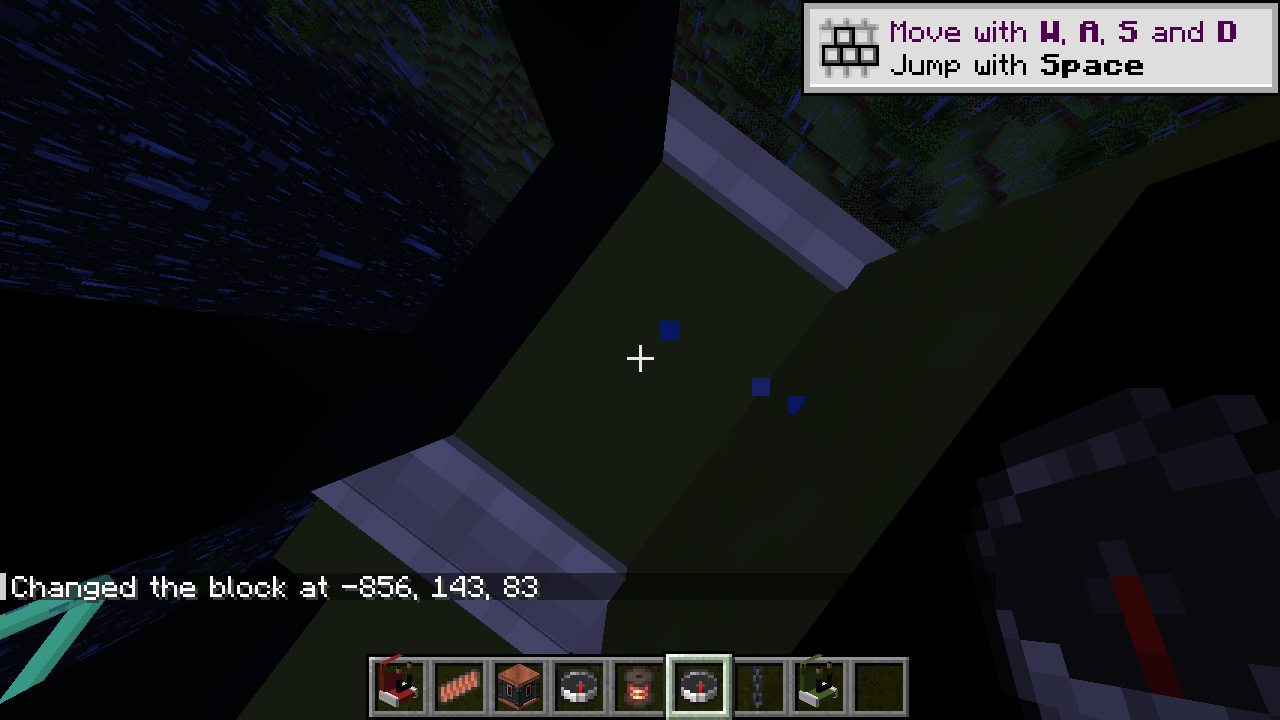 Move with W, A, S and D
Jump with Space
Changed the block at -856, 143, 83